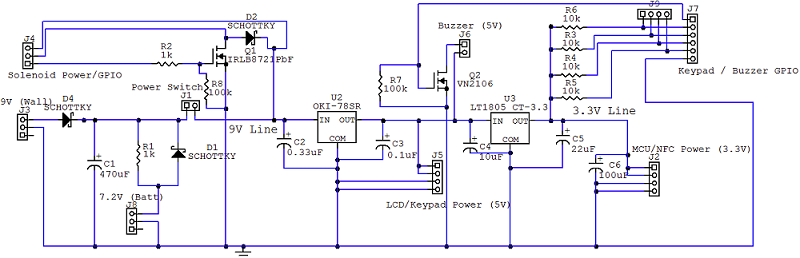 J4
Solenoid Power/GPIO
R2
1k
D2
SCHOTTKY
Q1
IRLB8721PbF
R8
100k
Power Switch
J1
9V (Wall)
J3
D4
SCHOTTKY
C1
470uF
R1
1k
D1
SCHOTTKY
7.2V (Batt)
J8
9V Line
C2
0.33uF
U2
OKI-78SR
IN OUT
COM
C3
0.1uF
R7
100k
Q2
VN2106
Buzzer (5V)
J6
J5
LCD/Keypad Power (5V)
C4
10uF
U3
LT1805 CT-3.3
IN OUT
COM
3.3V Line
C5
22uF
R6
10k
R3
10k
R4
10k
R5
10k
J9
J7
Keypad / Buzzer GPIO
MCU/NFC Power (3.3V)
C6
100uF
J2